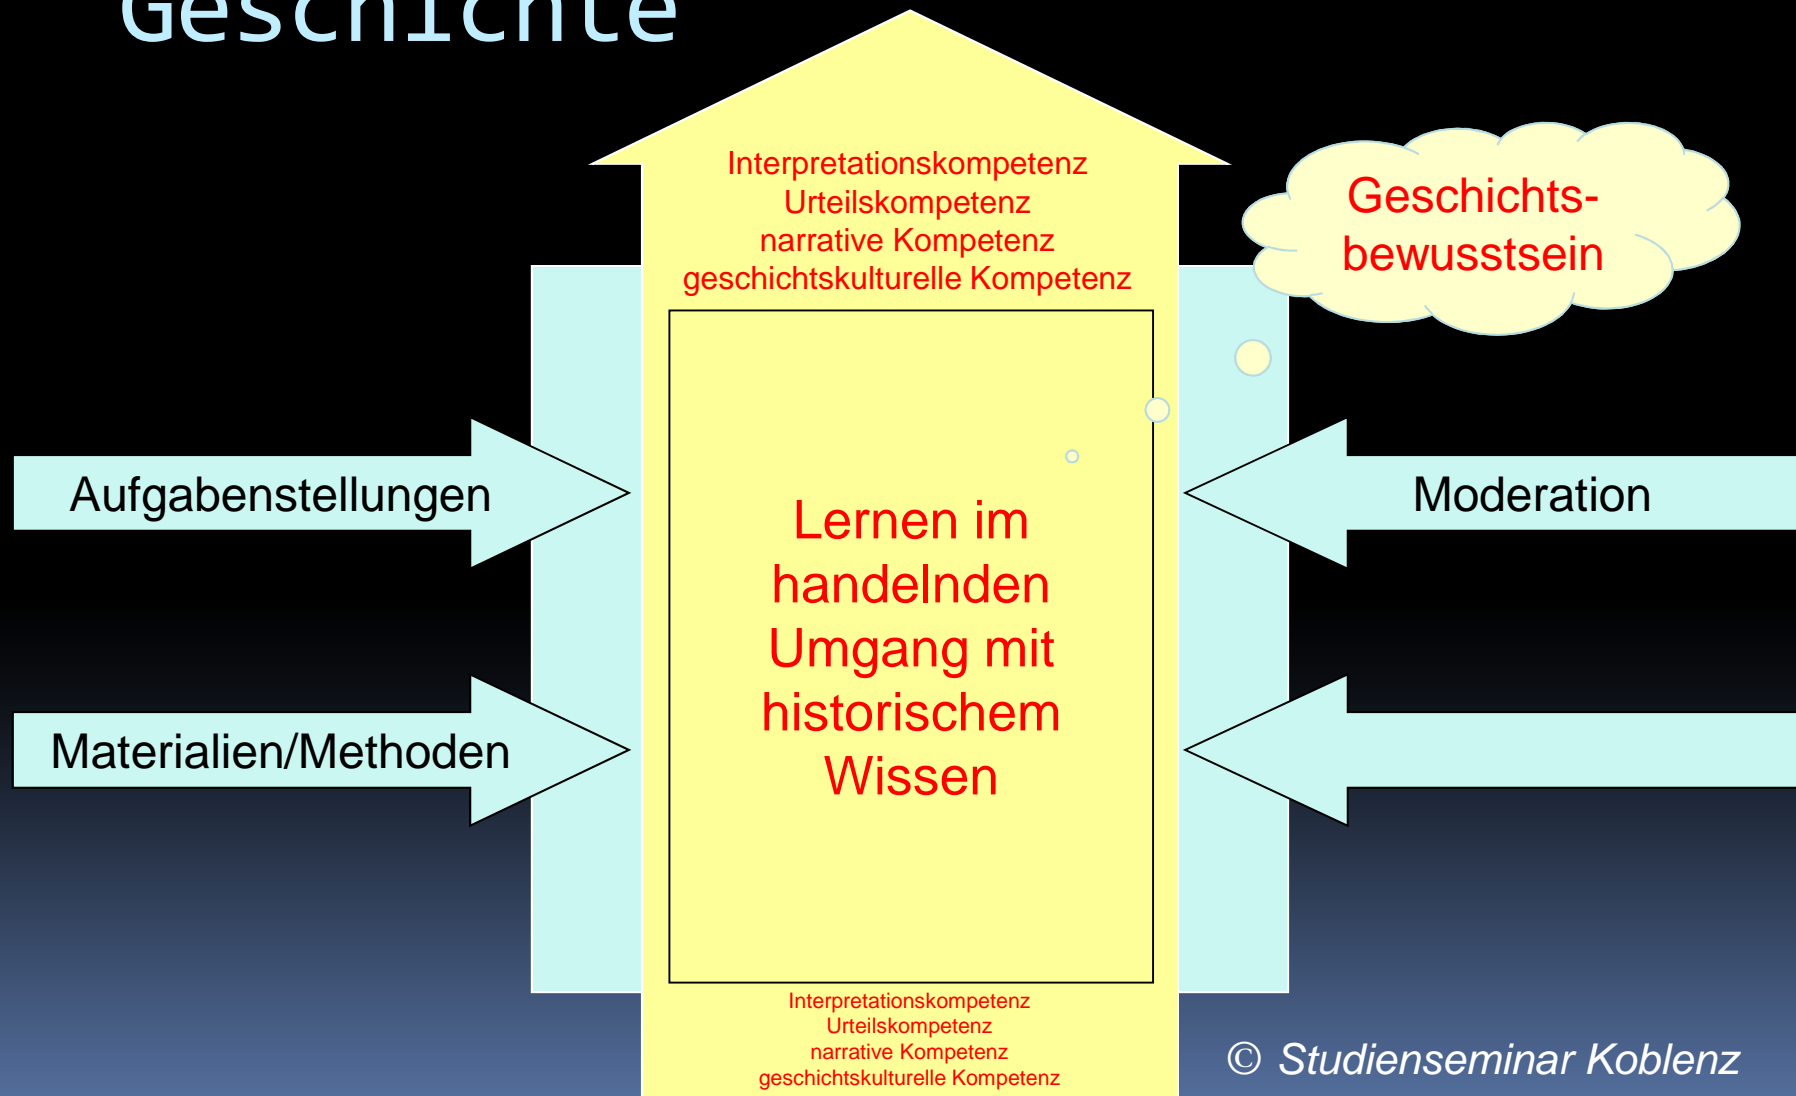 Geschichte
Interpretationskompetenz
Urteilskompetenz
narrative Kompetenz
geschichtskulturelle Kompetenz
Geschichts-
bewusstsein
Aufgabenstellungen
Moderation
Lernen im
handelnden
Umgang mit
historischem
Wissen
Materialien/Methoden
Interpretationskompetenz
Urteilskompetenz
narrative Kompetenz
geschichtskulturelle Kompetenz
© Studienseminar Koblenz